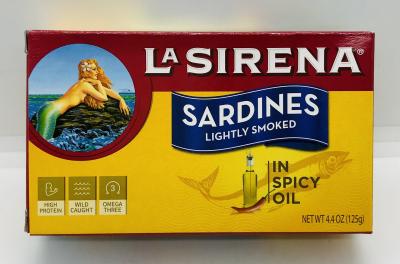 LA SIRENA®
SARDINES
LIGHTLY SMOKED
IN
SPICY
OIL
3
HIGH
PROTEIN
WILD
CAUGHT
OMEGA
THREE
NET WT 4.4 OZ (125g)